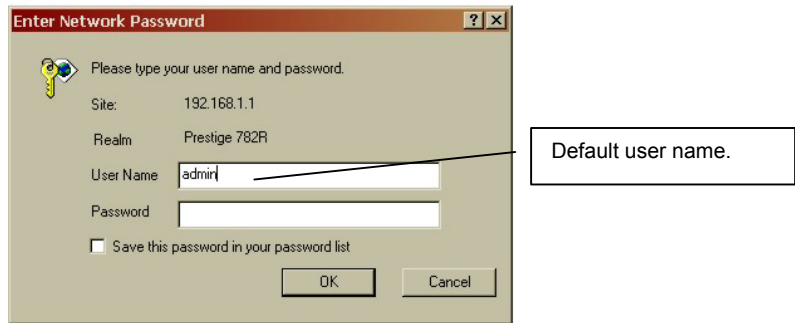 Enter Network Password
Please type your user name and password.
Site: 192.168.1.1
Realm Prestige 782R
User Name admin
Default user name.
Password
Save this password in your password list
OK Cancel